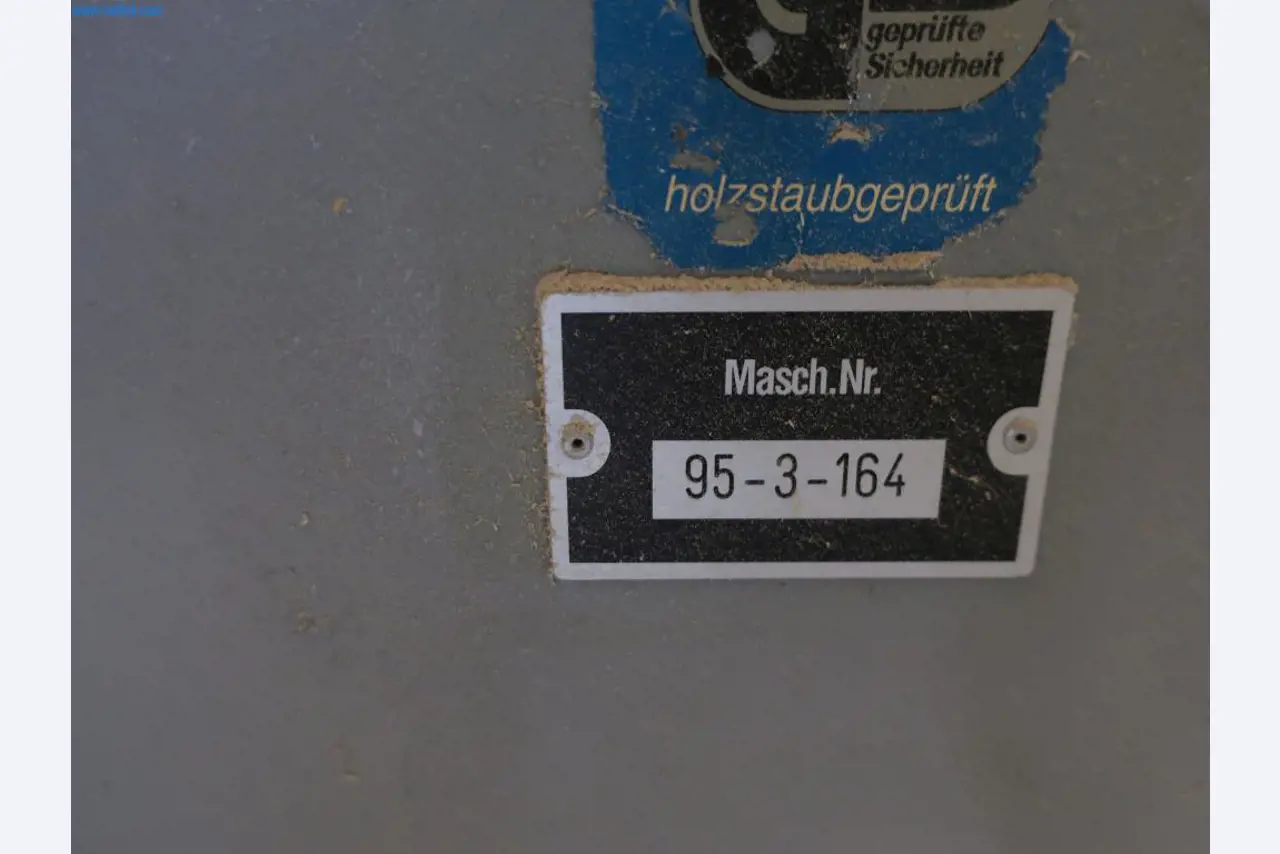 geprüfte
Sicherheit
holzstaubgeprüft
Masch.Nr.
95-3-164